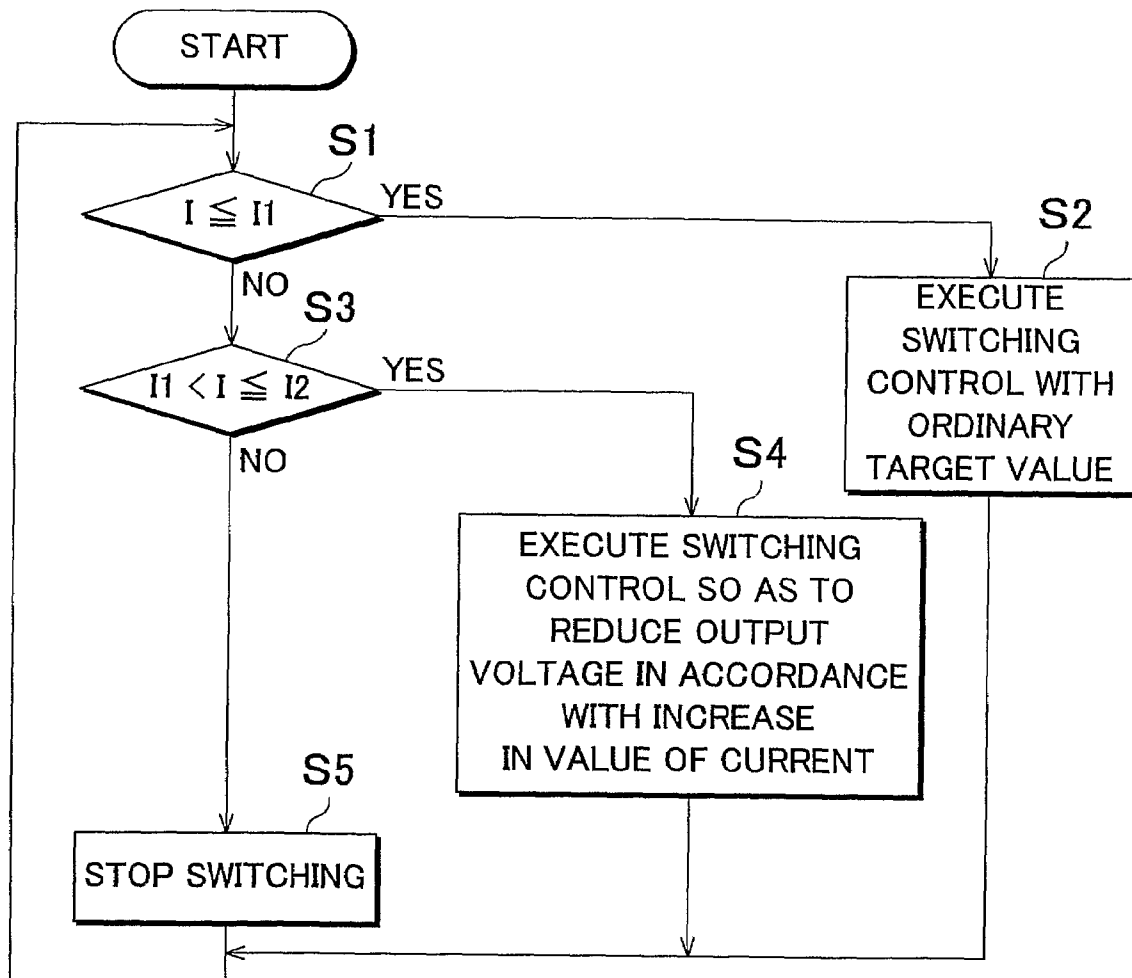 START
S1
I ≦ I1
YES
NO
S2
EXECUTE
SWITCHING
CONTROL WITH
ORDINARY
TARGET VALUE
S3
I1 < I ≦ I2
YES
NO
S4
EXECUTE SWITCHING
CONTROL SO AS TO
REDUCE OUTPUT
VOLTAGE IN ACCORDANCE
WITH INCREASE
IN VALUE OF CURRENT
S5
STOP SWITCHING